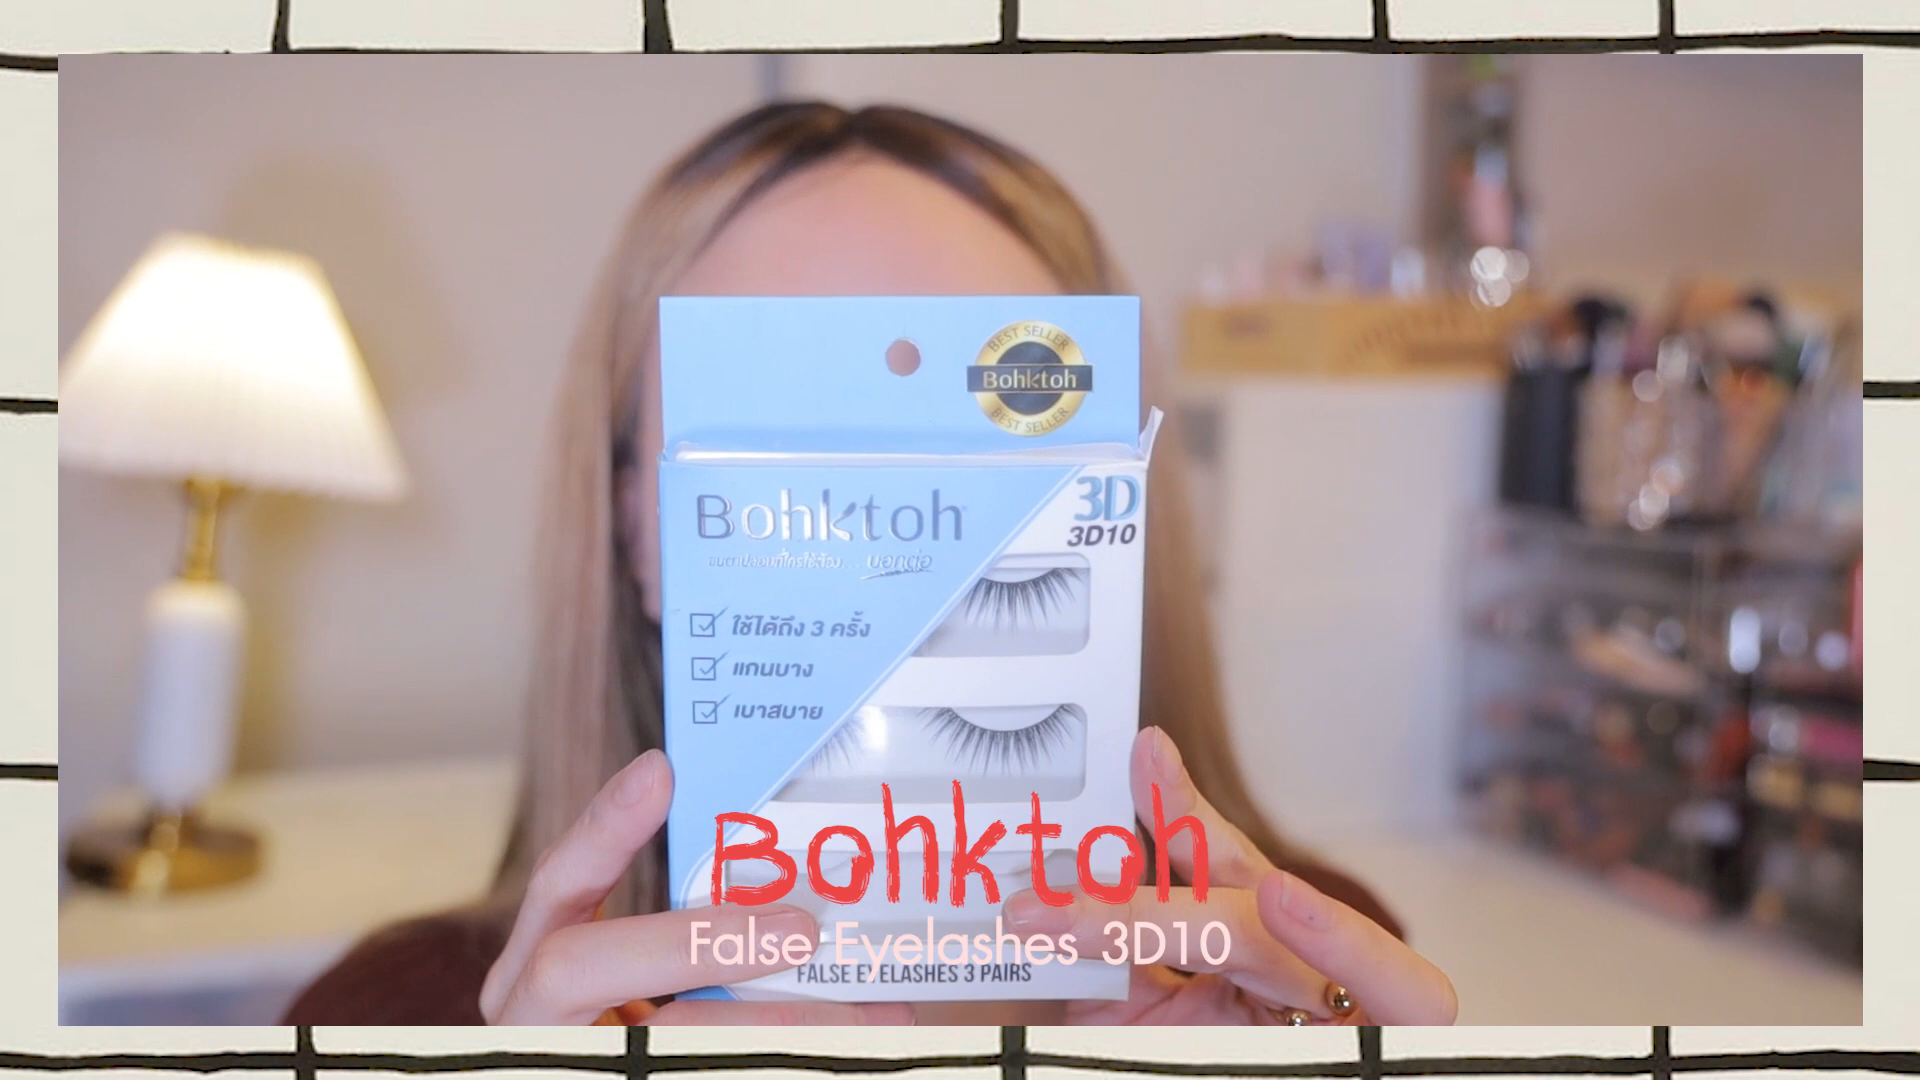 BEST SELLER
Bohktoh
BEST SELLER
3D
3D10
Bohktoh
ขนตาปลอมที่ใครใช้ต้อง... บอกต่อ
ใช้ได้ถึง 3 ครั้ง
แกนบาง
เบาสบาย
Bohktoh
False Eyelashes 3D10
FALSE EYELASHES 3 PAIRS